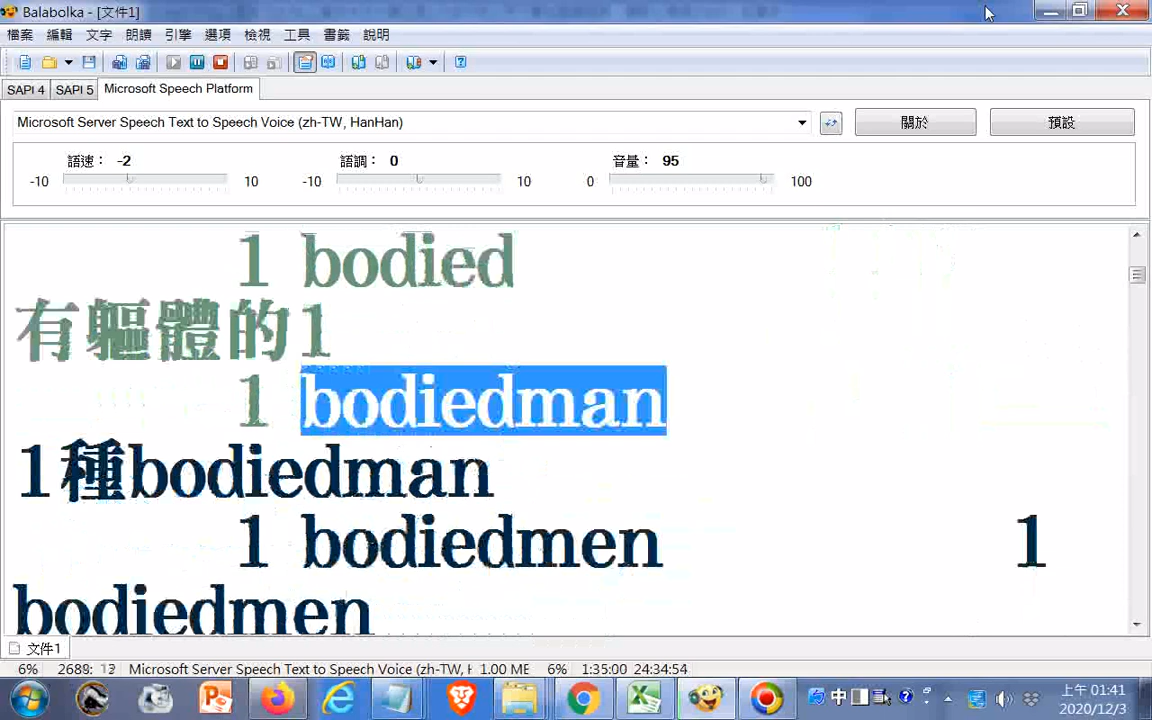 Balabolka - [文件1]
檔案 編輯 文字 朗讀 引擎 選項 檢視 工具 書籤 說明
SAPI 4 SAPI 5 Microsoft Speech Platform
Microsoft Server Speech Text to Speech Voice (zh-TW, HanHan) 關於 預設
語速： -2 語調： 0 音量： 95
-10 10 -10 10 0 100
1 bodied
有軀體的1
1 bodiedman
1種bodiedman
1 bodiedmen 1
bodiedmen
文件1
6% 2688: 12 Microsoft Server Speech Text to Speech Voice (zh-TW, 1.00 ME 6% 1:35:00 24:34:54
中 上午 01:41
2020/12/3